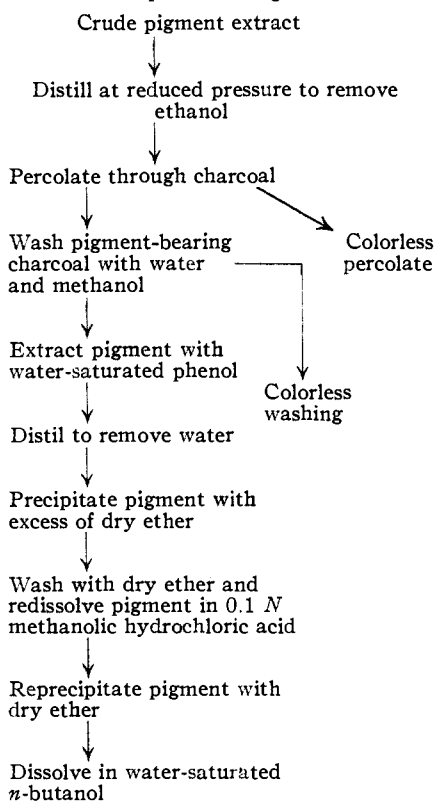 Crude pigment extract
Distill at reduced pressure to remove
ethanol
Percolate through charcoal
Colorless
percolate
Wash pigment-bearing
charcoal with water
and methanol
Extract pigment with
water-saturated phenol
Colorless
washing
Distil to remove water
Precipitate pigment with
excess of dry ether
Wash with dry ether and
redissolve pigment in 0.1 N
methanolic hydrochloric acid
Reprecipitate pigment with
dry ether
Dissolve in water-saturated
n-butanol